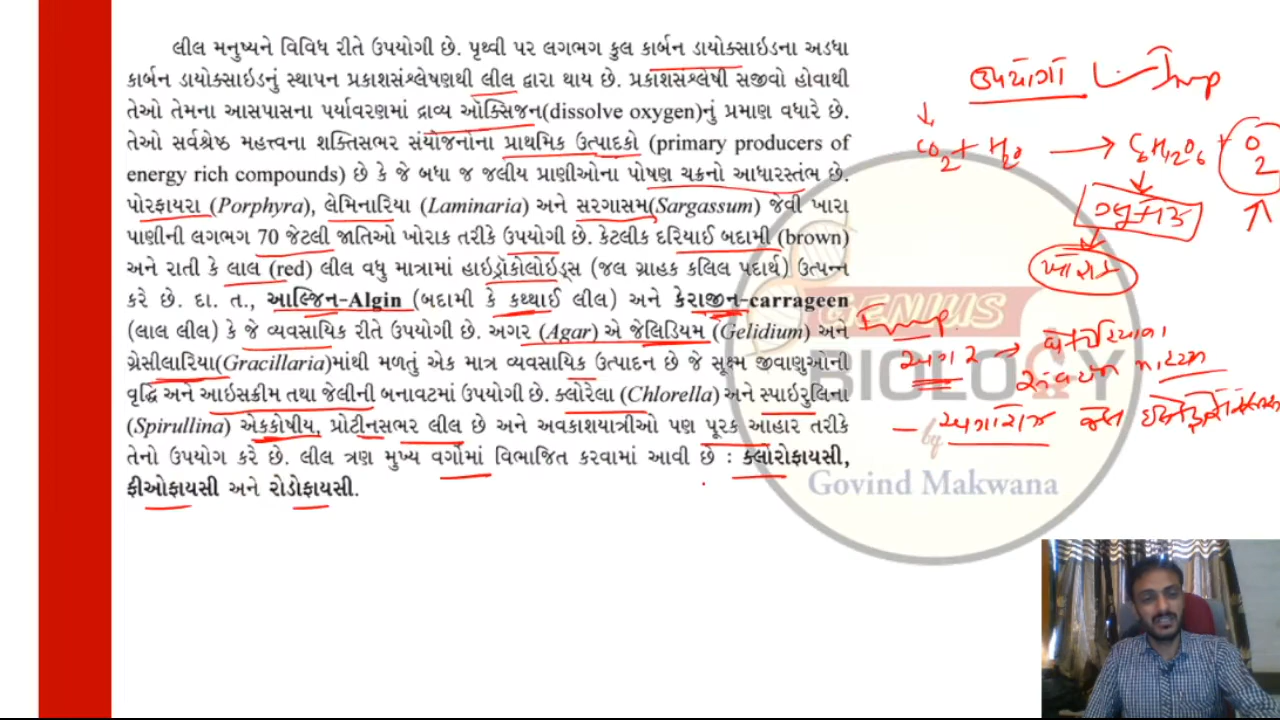 લીલ મનુષ્યને વિવિધ રીતે ઉપયોગી છે. પૃથ્વી પર લગભગ કુલ કાર્બન ડાયોક્સાઇડના અડધા
કાર્બન ડાયોક્સાઇડનું સ્થાપન પ્રકાશસંશ્લેષણથી લીલ દ્વારા થાય છે. પ્રકાશસંશ્લેષી સજીવો હોવાથી
તેઓ તેમના આસપાસના પર્યાવરણમાં દ્રાવ્ય ઑક્સિજન(dissolve oxygen)નું પ્રમાણ વધારે છે.
તેઓ સર્વશ્રેષ્ઠ મહત્ત્વના શક્તિસભર સંયોજનોના પ્રાથમિક ઉત્પાદકો (primary producers of
energy rich compounds) છે કે જે બધા જ જલીય પ્રાણીઓના પોષણ ચક્રનો આધારસ્તંભ છે.
પોરફાયરા (Porphyra), લેમિનારિયા (Laminaria) અને સરગાસમ(Sargassum) જેવી ખારા
પાણીની લગભગ 70 જેટલી જાતિઓ ખોરાક તરીકે ઉપયોગી છે. કેટલીક દરિયાઈ બદામી (brown)
અને રાતી કે લાલ (red) લીલ વધુ માત્રામાં હાઇડ્રૉકોલોઇડ્સ (જલ ગ્રાહક કલિલ પદાર્થ) ઉત્પન્ન
કરે છે. દા. ત., આલ્જિન-Algin (બદામી કે કથ્થાઈ લીલ) અને કેરાજીન-carrageen
(લાલ લીલ) કે જે વ્યવસાયિક રીતે ઉપયોગી છે. અગર (Agar) એ જેલિડિયમ (Gelidium) અને
ગ્રેસીલારિયા(Gracillaria)માંથી મળતું એક માત્ર વ્યવસાયિક ઉત્પાદન છે જે સૂક્ષ્મ જીવાણુઓની
વૃદ્ધિ અને આઇસક્રીમ તથા જેલીની બનાવટમાં ઉપયોગી છે. ક્લોરેલા (Chlorella) અને સ્પાઇરુલિના
(Spirullina) એકકોષીય, પ્રોટીનસભર લીલ છે અને અવકાશયાત્રીઓ પણ પૂરક આહાર તરીકે
તેનો ઉપયોગ કરે છે. લીલ ત્રણ મુખ્ય વર્ગોમાં વિભાજિત કરવામાં આવી છે : ક્લોરોફાયસી,
ફીઓફાયસી અને રોડોફાયસી.
Imp
CO2 + H2O → C6H12O6 + O2
ખોરાક
Imp.
અગર →
GENIUS
BIOLOGY
by
Govind Makwana